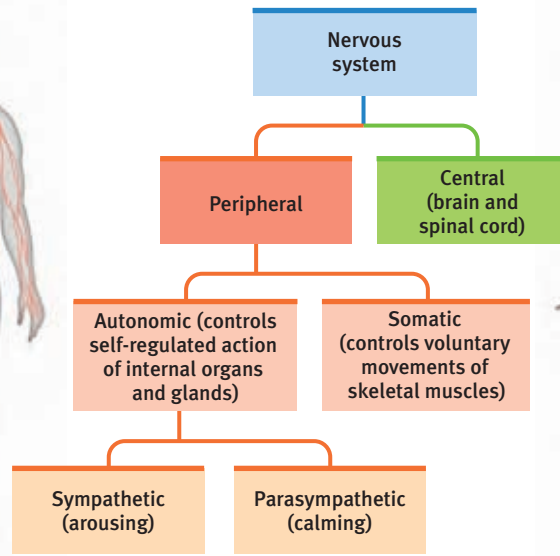 Nervous
system
Peripheral
Central
(brain and
spinal cord)
Autonomic (controls
self-regulated action
of internal organs
and glands)
Somatic
(controls voluntary
movements of
skeletal muscles)
Sympathetic
(arousing)
Parasympathetic
(calming)